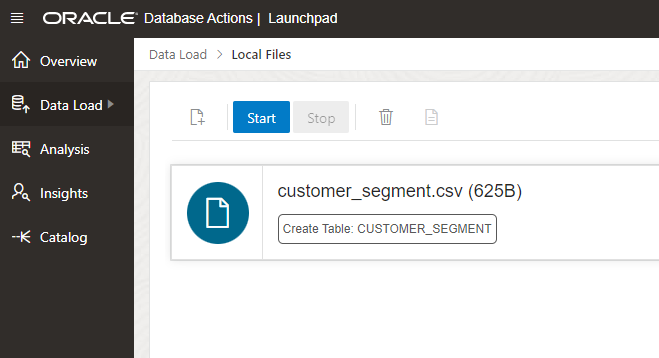 ORACLE Database Actions | Launchpad
Overview
Data Load
Analysis
Insights
Catalog
Data Load > Local Files
Start
Stop
customer_segment.csv (625B)
Create Table: CUSTOMER_SEGMENT